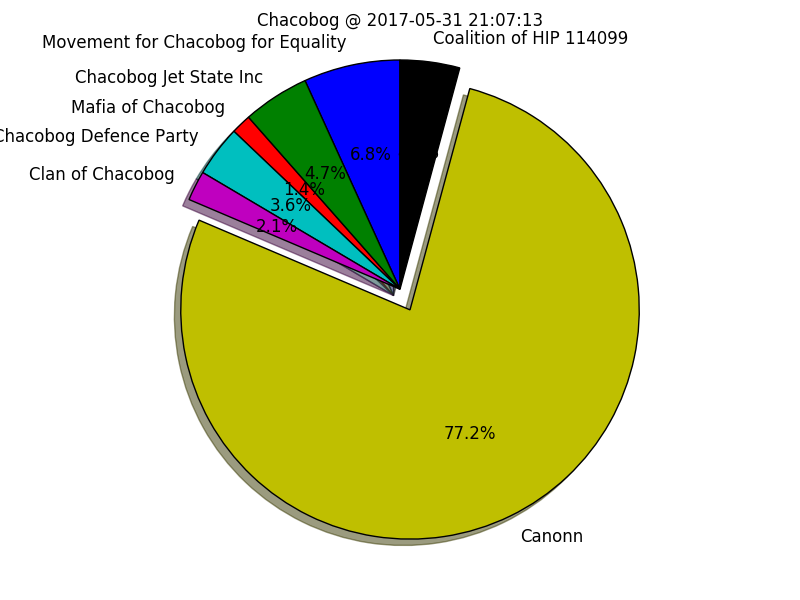 Chacobog @ 2017-05-31 21:07:13
Coalition of HIP 114099
Movement for Chacobog for Equality
Chacobog Jet State Inc
Mafia of Chacobog
Chacobog Defence Party
Clan of Chacobog
6.8%
4.7%
1.4%
3.6%
2.1%
77.2%
Canonn